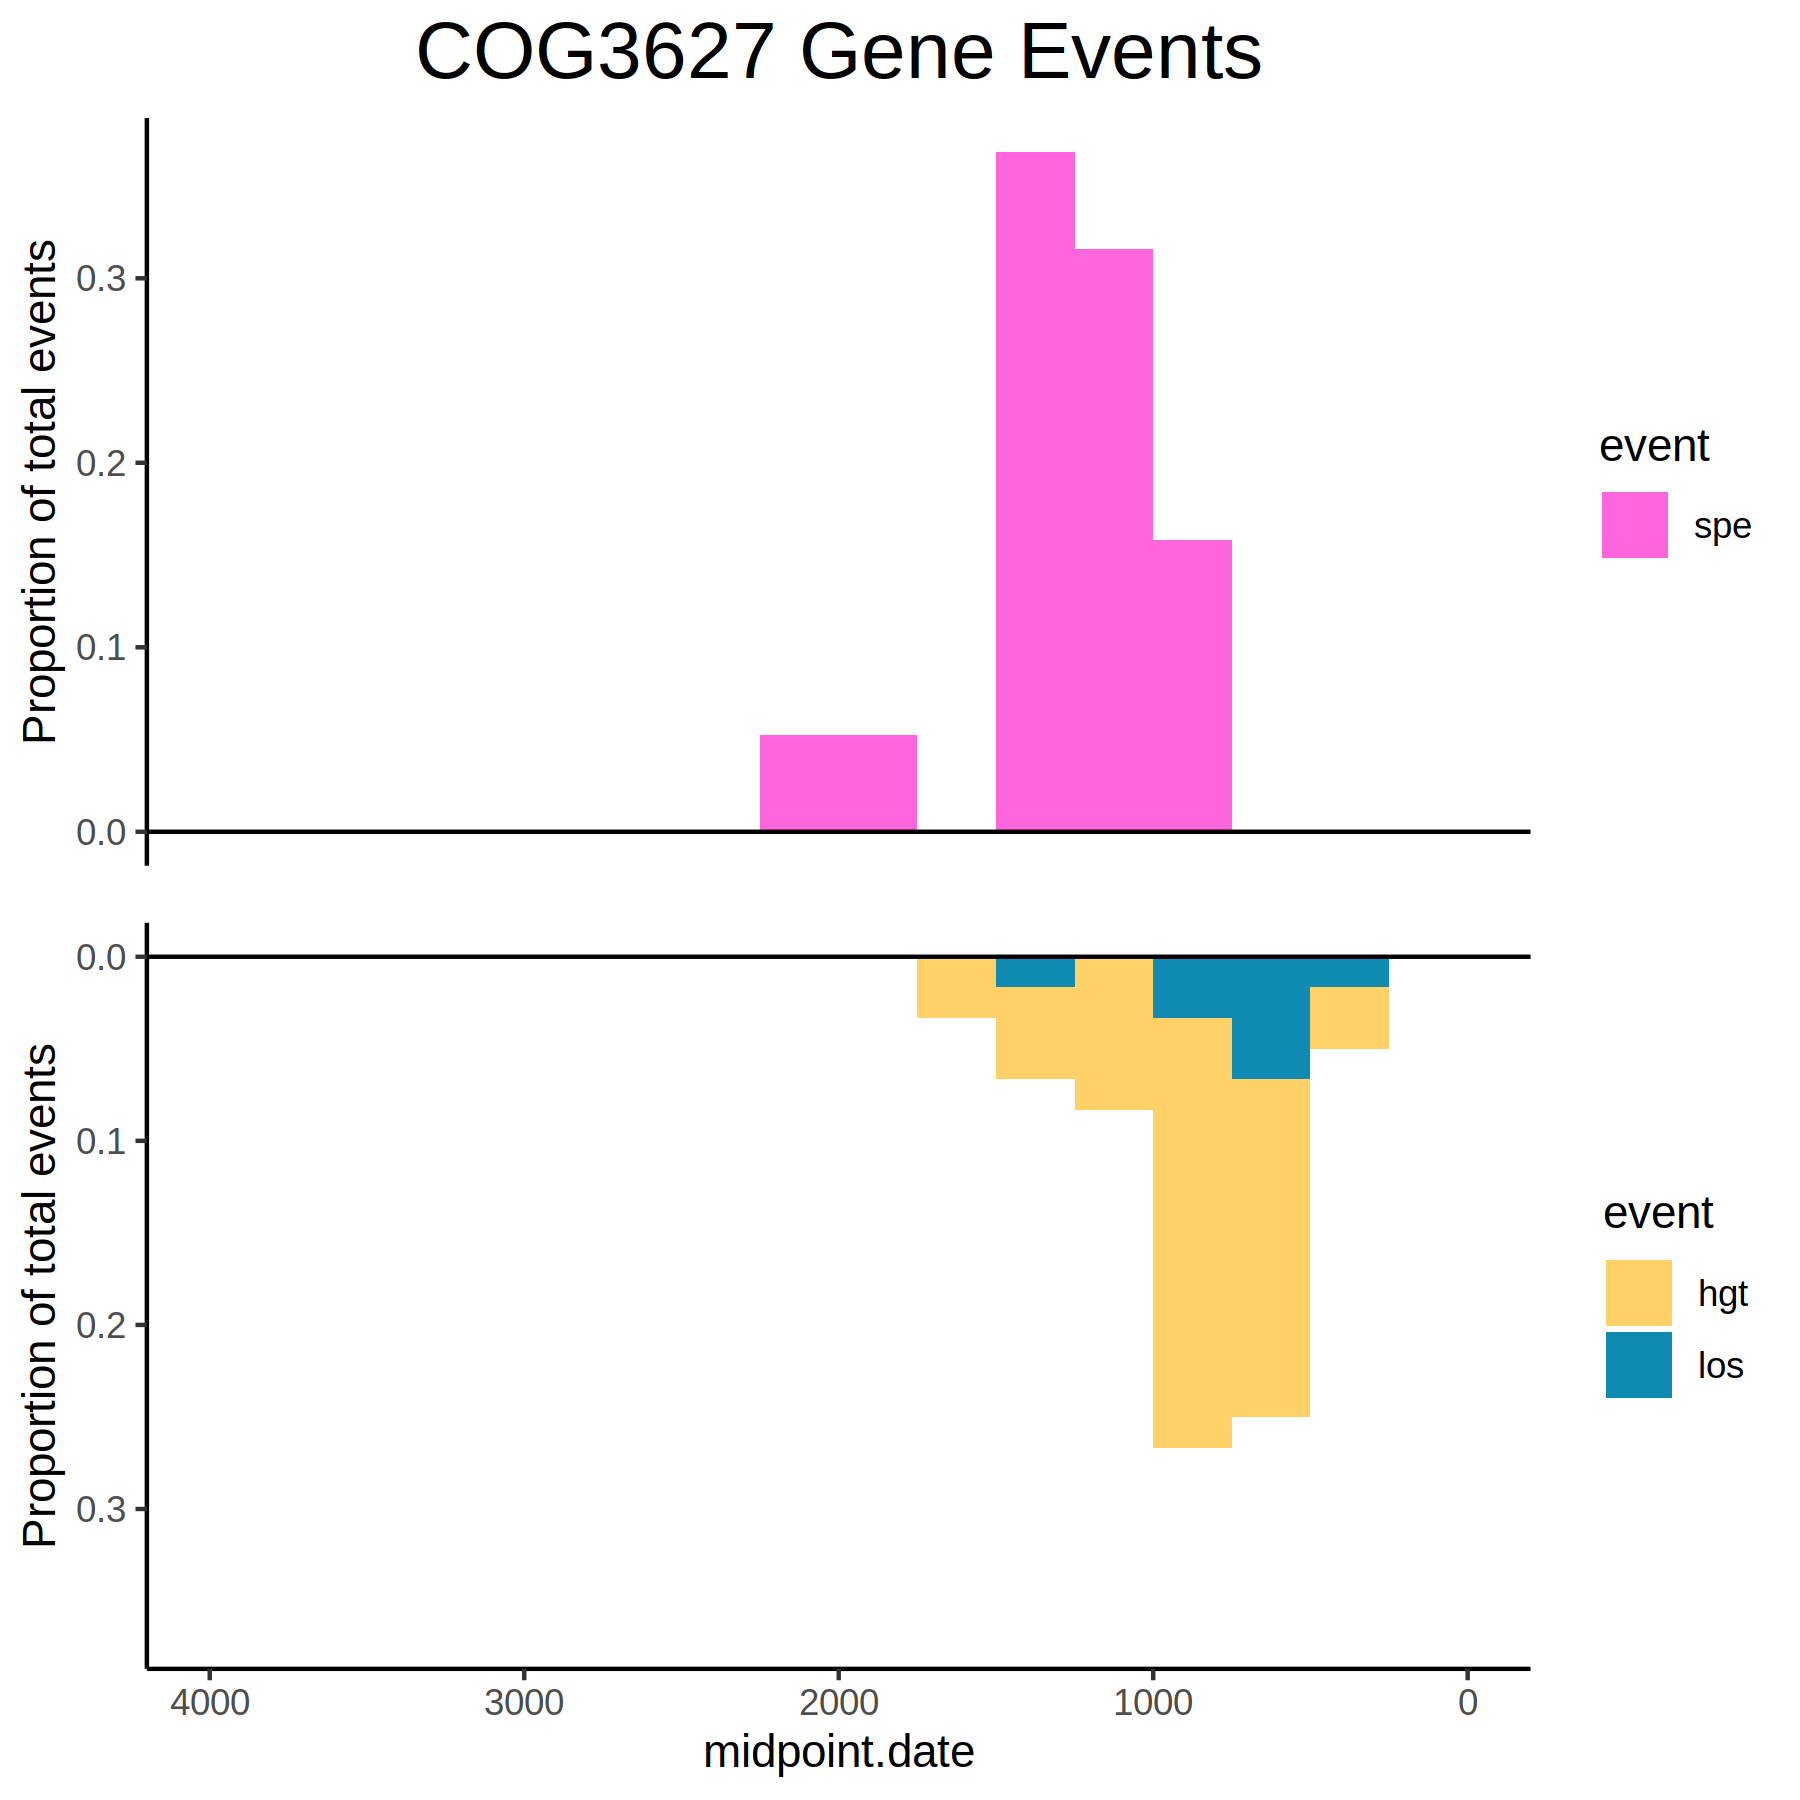 COG3627 Gene Events
Proportion of total events
0.3
0.2
0.1
0.0
event
spe
Proportion of total events
0.0
0.1
0.2
0.3
event
hgt
los
4000 3000 2000 1000 0
midpoint.date